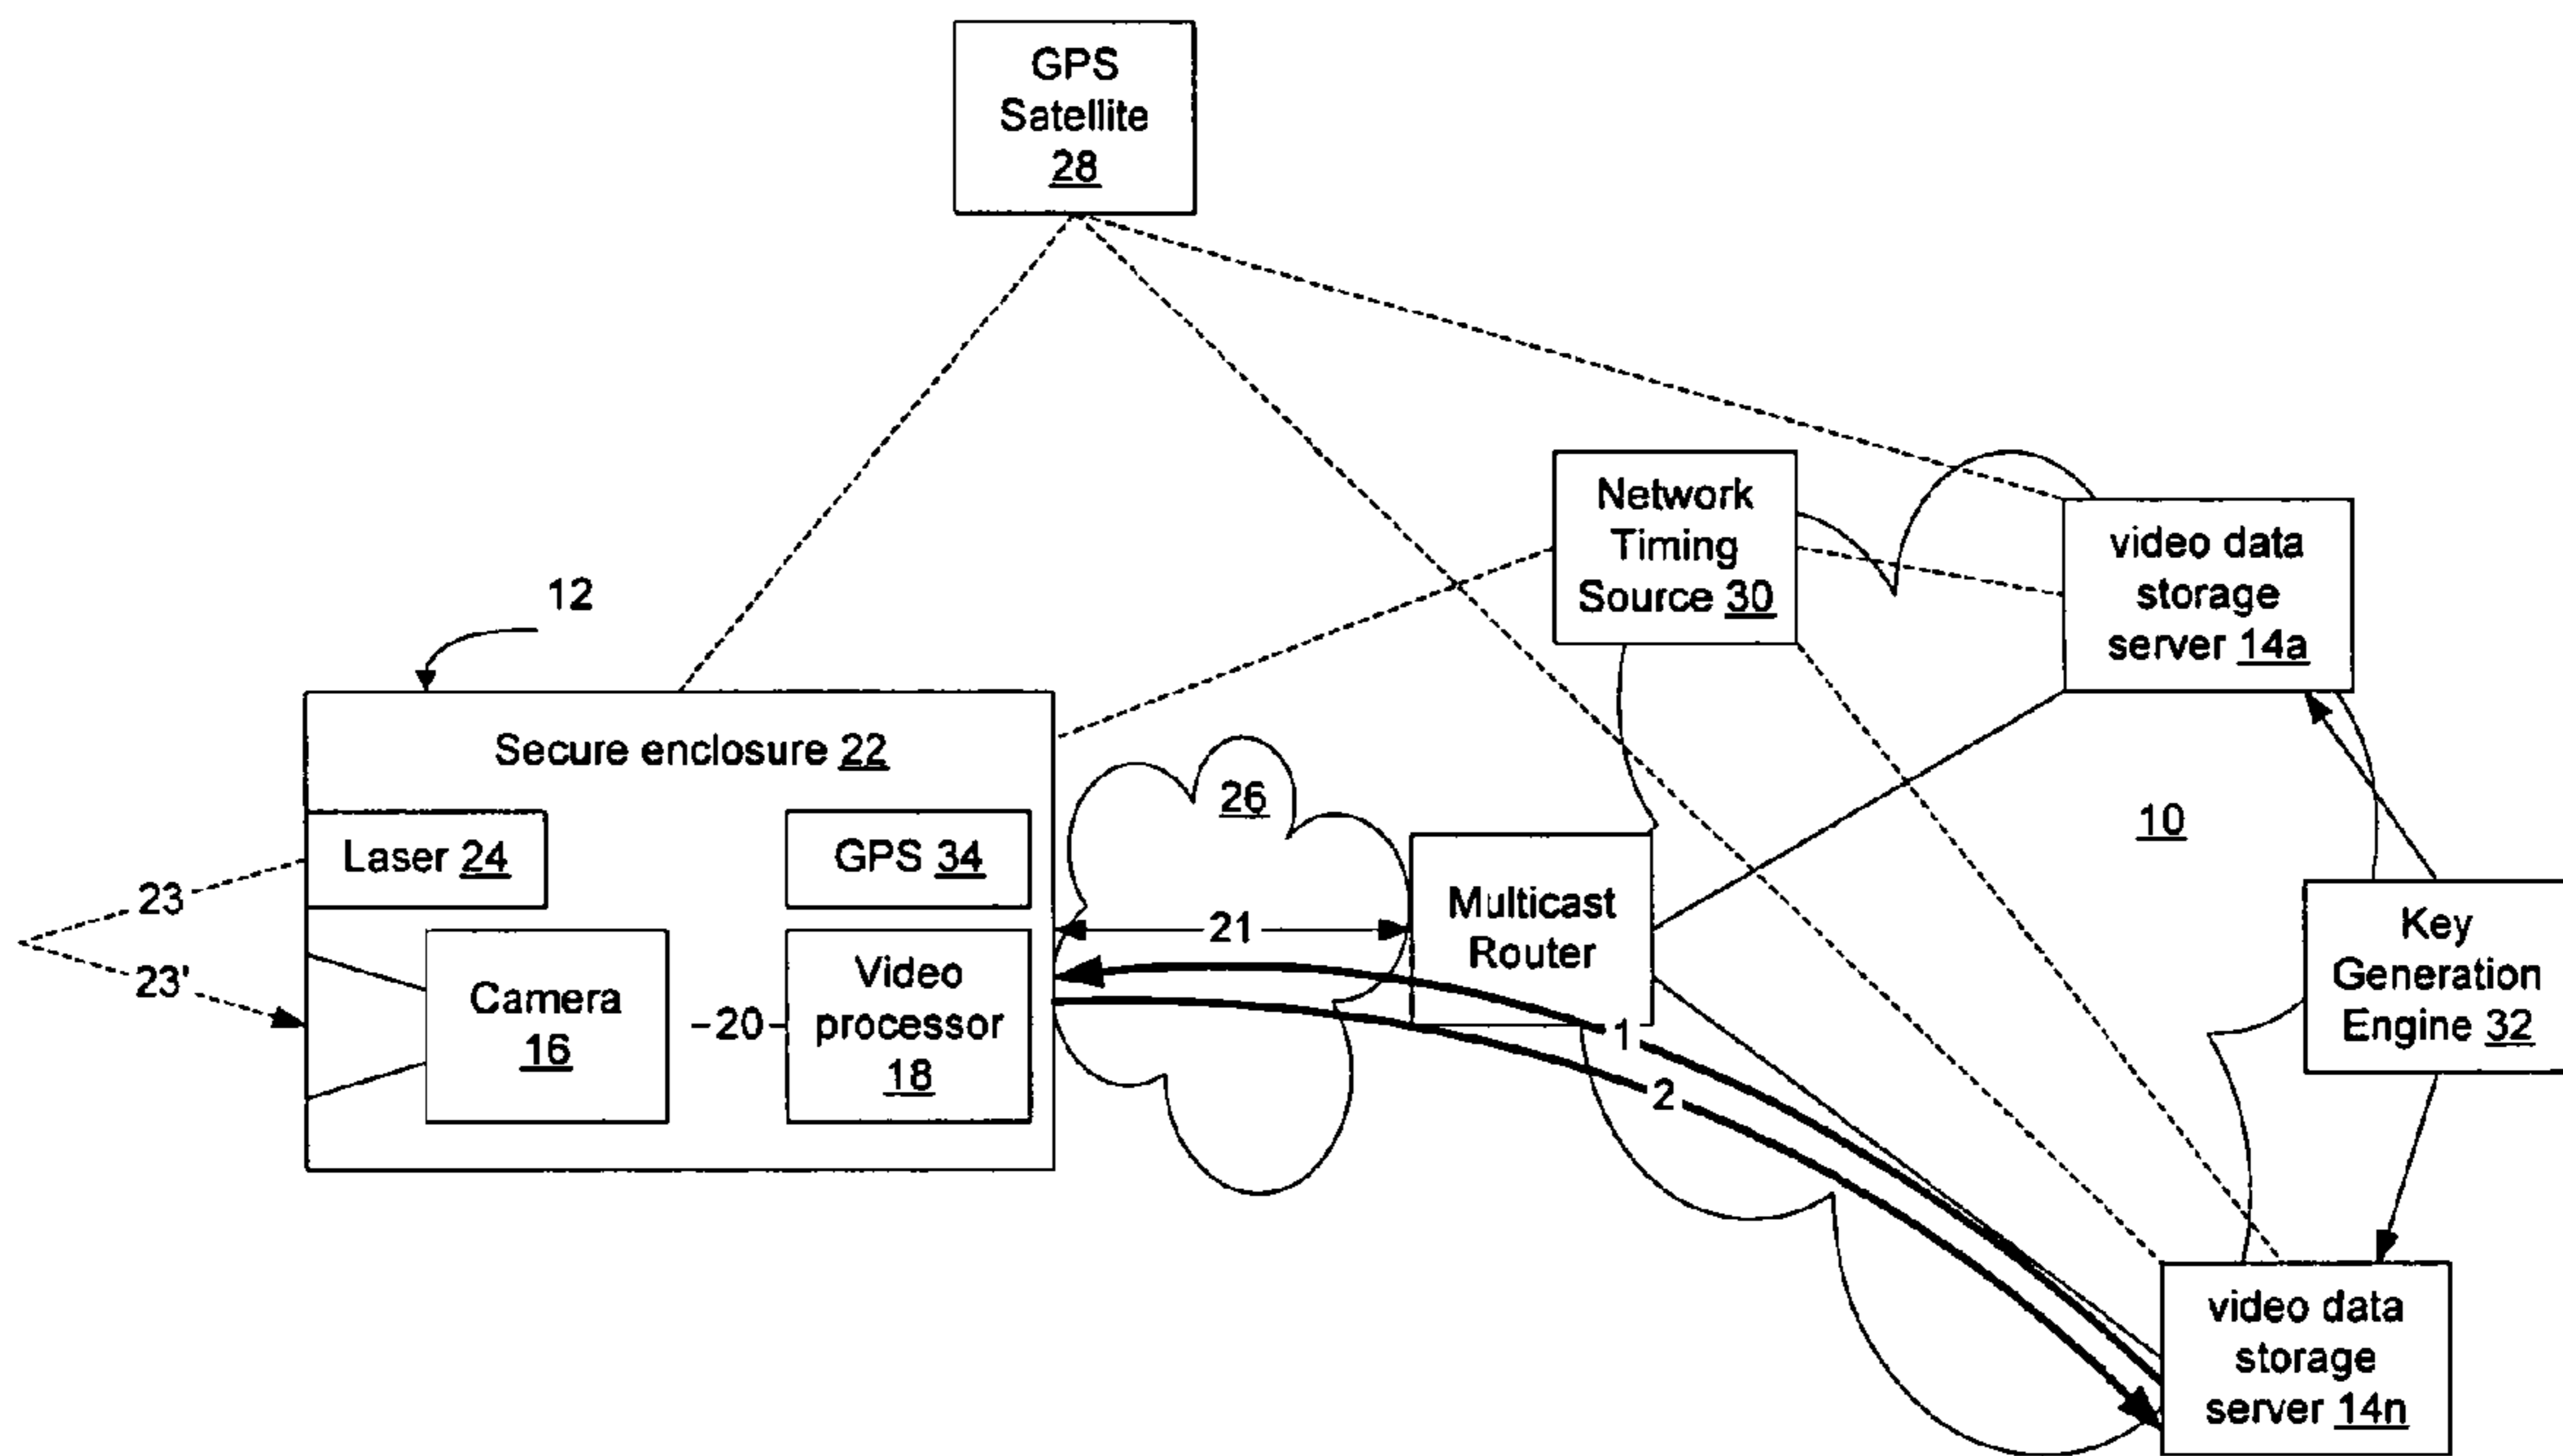 GPS
Satellite
28
Network
Timing
Source 30
video data
storage
server 14a
12
Secure enclosure 22
26
10
Laser 24
GPS 34
23
23'
Camera
16
20
Video
processor
18
21
Multicast
Router
Key
Generation
Engine 32
1
2
video data
storage
server 14n